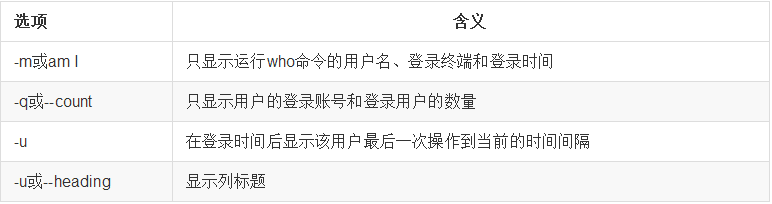 选项 含义
-m或am I 只显示运行who命令的用户名、登录终端和登录时间
-q或--count 只显示用户的登录账号和登录用户的数量
-u 在登录时间后显示该用户最后一次操作到当前的时间间隔
-u或--heading 显示列标题